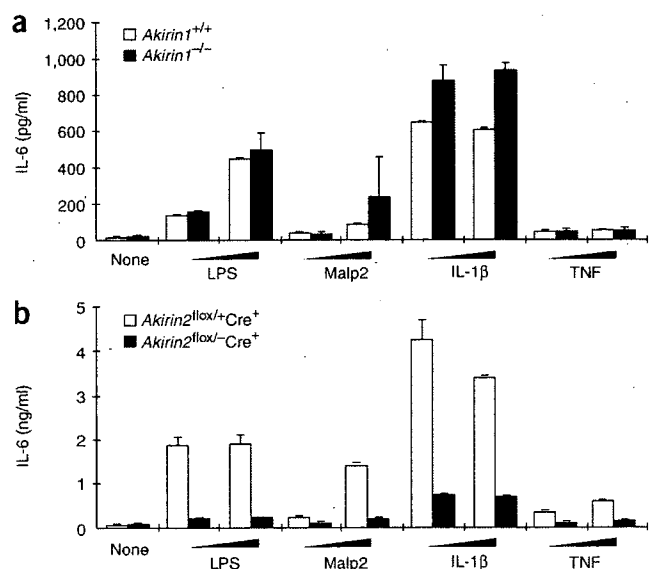 a
Akirin1+/+
Akirin1–/–
IL-6 (pg/ml)
1,200
1,000
800
600
400
200
0
None
LPS
Malp2
IL-1β
TNF
b
Akirin2flox/+Cre+
Akirin2flox/–Cre+
IL-6 (ng/ml)
5
4
3
2
1
0
None
LPS
Malp2
IL-1β
TNF